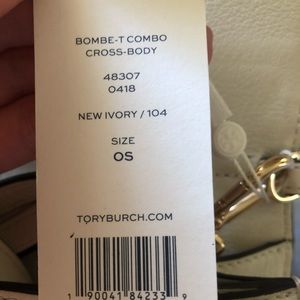 BOMBE-T COMBO
CROSS-BODY
48307
0418
NEW IVORY / 104
SIZE
OS
TORYBURCH.COM
1 90041 84233 9